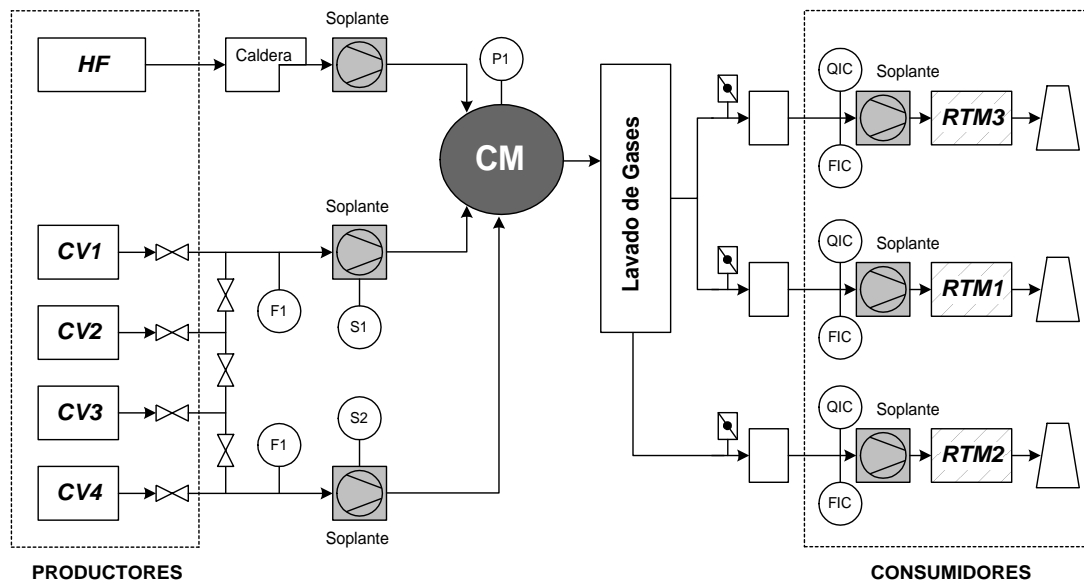 Soplante
HF
Caldera
P1
CM
Soplante
CV1
F1
S1
CV2
CV3
S2
F1
CV4
Soplante
PRODUCTORES
Lavado de Gases
QIC
Soplante
RTM3
FIC
QIC
Soplante
RTM1
FIC
QIC
Soplante
RTM2
FIC
CONSUMIDORES